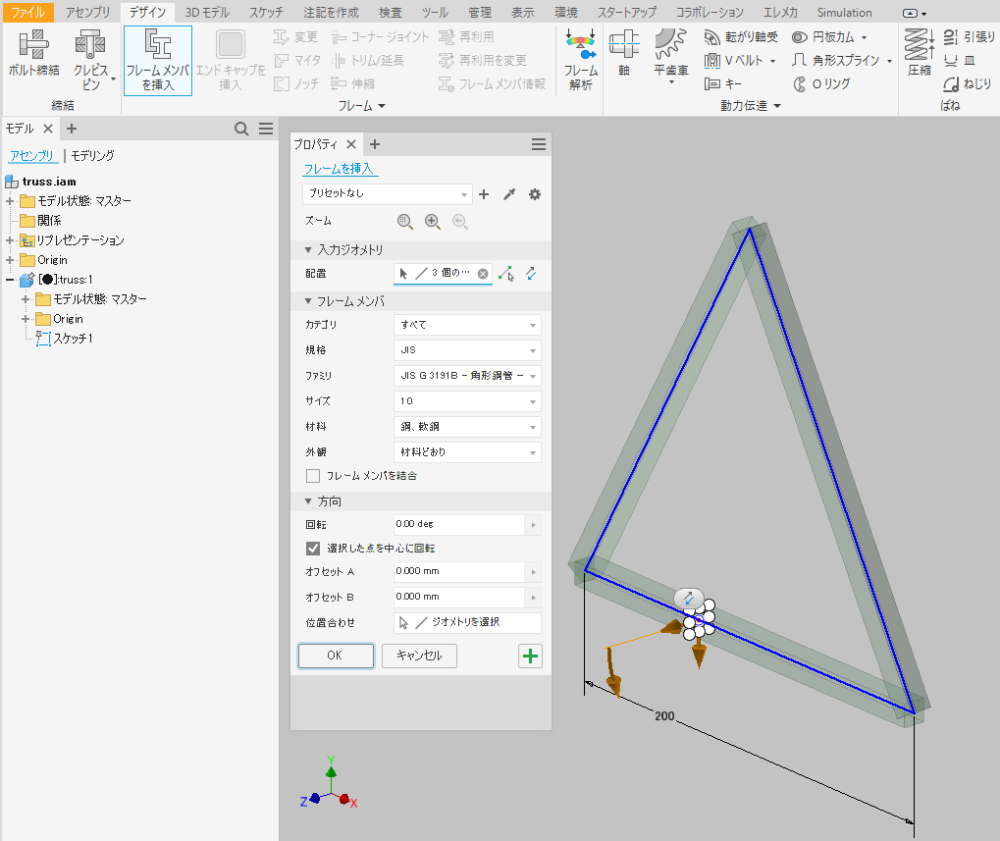 ファイル アセンブリ デザイン 3D モデル スケッチ 注記を作成 検査 ツール 管理 表示 環境 スタートアップ コラボレーション エレメカ Simulation
ボルト締結
クレビス
ピン
締結
フレーム メンバ
を挿入
エンド キャップを
挿入
変更
マイタ
ノッチ
コーナー ジョイント
トリム/延長
伸縮
再利用
再利用を変更
フレーム メンバ情報
フレーム
フレーム
解析
軸
平歯車
転がり軸受
V ベルト
キー
円板カム
角形スプライン
O リング
動力伝達
圧縮
引張り
皿
ねじり
ばね
モデル
アセンブリ モデリング
truss.iam
モデル状態: マスター
関係
リプレゼンテーション
Origin
[●]:truss:1
モデル状態: マスター
Origin
スケッチ1
プロパティ
フレームを挿入
プリセットなし
ズーム
入力ジオメトリ
配置 3 個の…
フレーム メンバ
カテゴリ すべて
規格 JIS
ファミリ JIS G 3191B - 角形鋼管 -
サイズ 10
材料 鋼、軟鋼
外観 材料どおり
フレーム メンバを結合
方向
回転 0.00 deg
選択した点を中心に回転
オフセット A 0.000 mm
オフセット B 0.000 mm
位置合わせ ジオメトリを選択
OK キャンセル
200
Y
Z
X